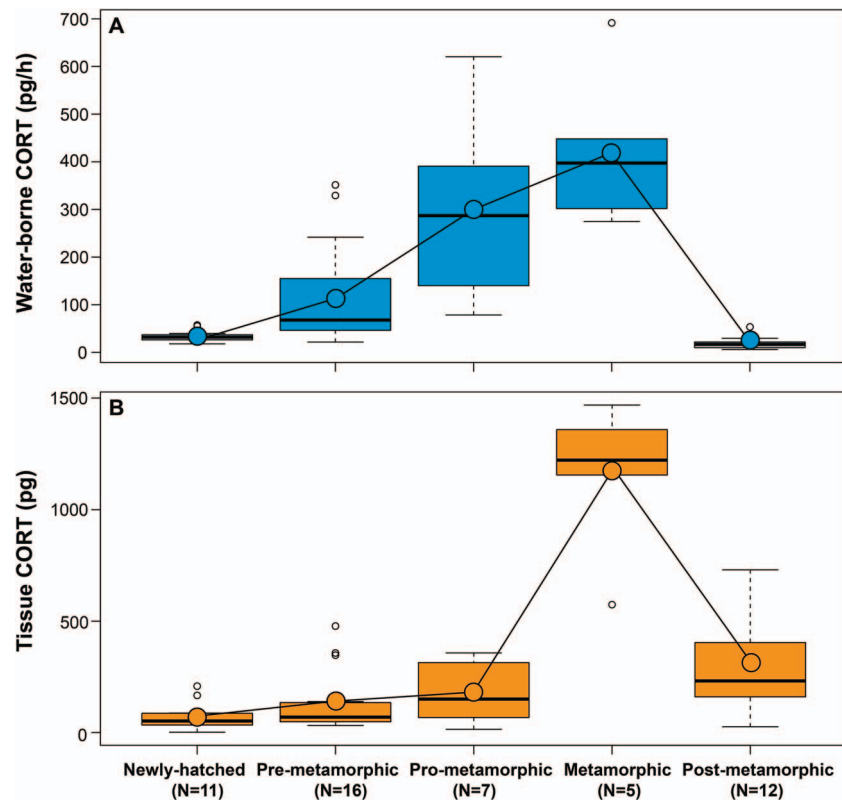 A
Water-borne CORT (pg/h)
700
600
500
400
300
200
100
0
B
Tissue CORT (pg)
1500
1000
500
0
Newly-hatched Pre-metamorphic Pro-metamorphic Metamorphic Post-metamorphic
(N=11) (N=16) (N=7) (N=5) (N=12)